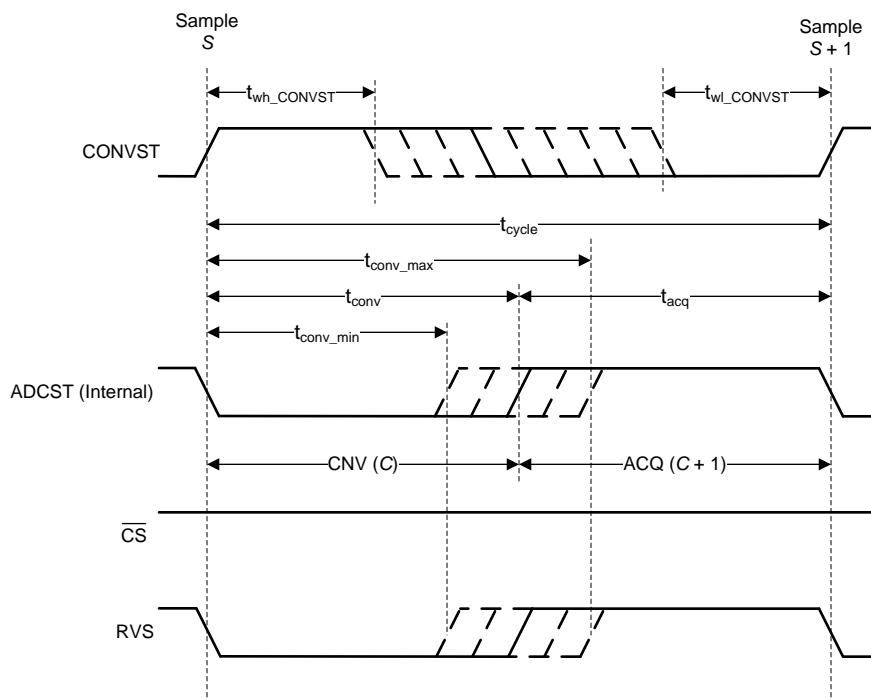 Sample
S
Sample
S + 1
twh_CONVST
twl_CONVST
CONVST
tcycle
tconv_max
tconv
tacq
tconv_min
ADCST (Internal)
CNV (C)
ACQ (C + 1)
CS
RVS